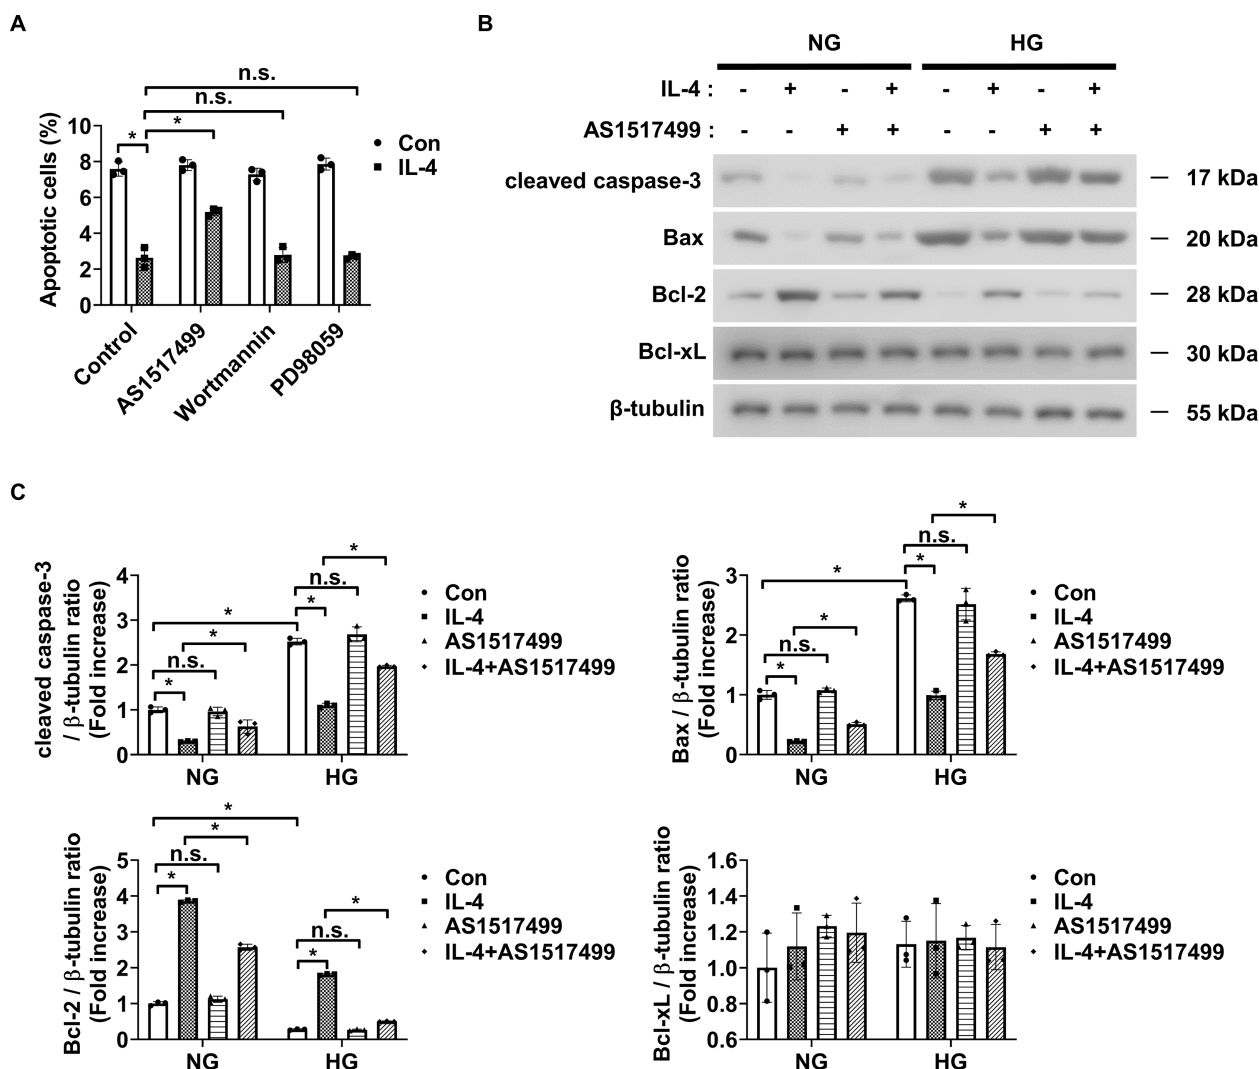 A
n.s.
n.s.
*
*
Apoptotic cells (%)
10
8
6
4
2
0
Con
IL-4
Control
AS1517499
Wortmannin
PD98059
B
NG HG
IL-4 : - + - + - + - +
AS1517499 : - - + + - - + +
cleaved caspase-3 17 kDa
Bax 20 kDa
Bcl-2 28 kDa
Bcl-xL 30 kDa
β-tubulin 55 kDa
C
cleaved caspase-3
/ β-tubulin ratio
(Fold increase)
4
3
2
1
0
*
n.s.
*
*
*
n.s.
*
NG HG
Con
IL-4
AS1517499
IL-4+AS1517499
Bax / β-tubulin ratio
(Fold increase)
3
2
1
0
*
n.s.
*
*
*
n.s.
*
NG HG
Con
IL-4
AS1517499
IL-4+AS1517499
Bcl-2 / β-tubulin ratio
(Fold increase)
5
4
3
2
1
0
*
*
n.s.
*
*
n.s.
*
NG HG
Con
IL-4
AS1517499
IL-4+AS1517499
Bcl-xL / β-tubulin ratio
(Fold increase)
1.6
1.4
1.2
1.0
0.8
0.6
NG HG
Con
IL-4
AS1517499
IL-4+AS1517499